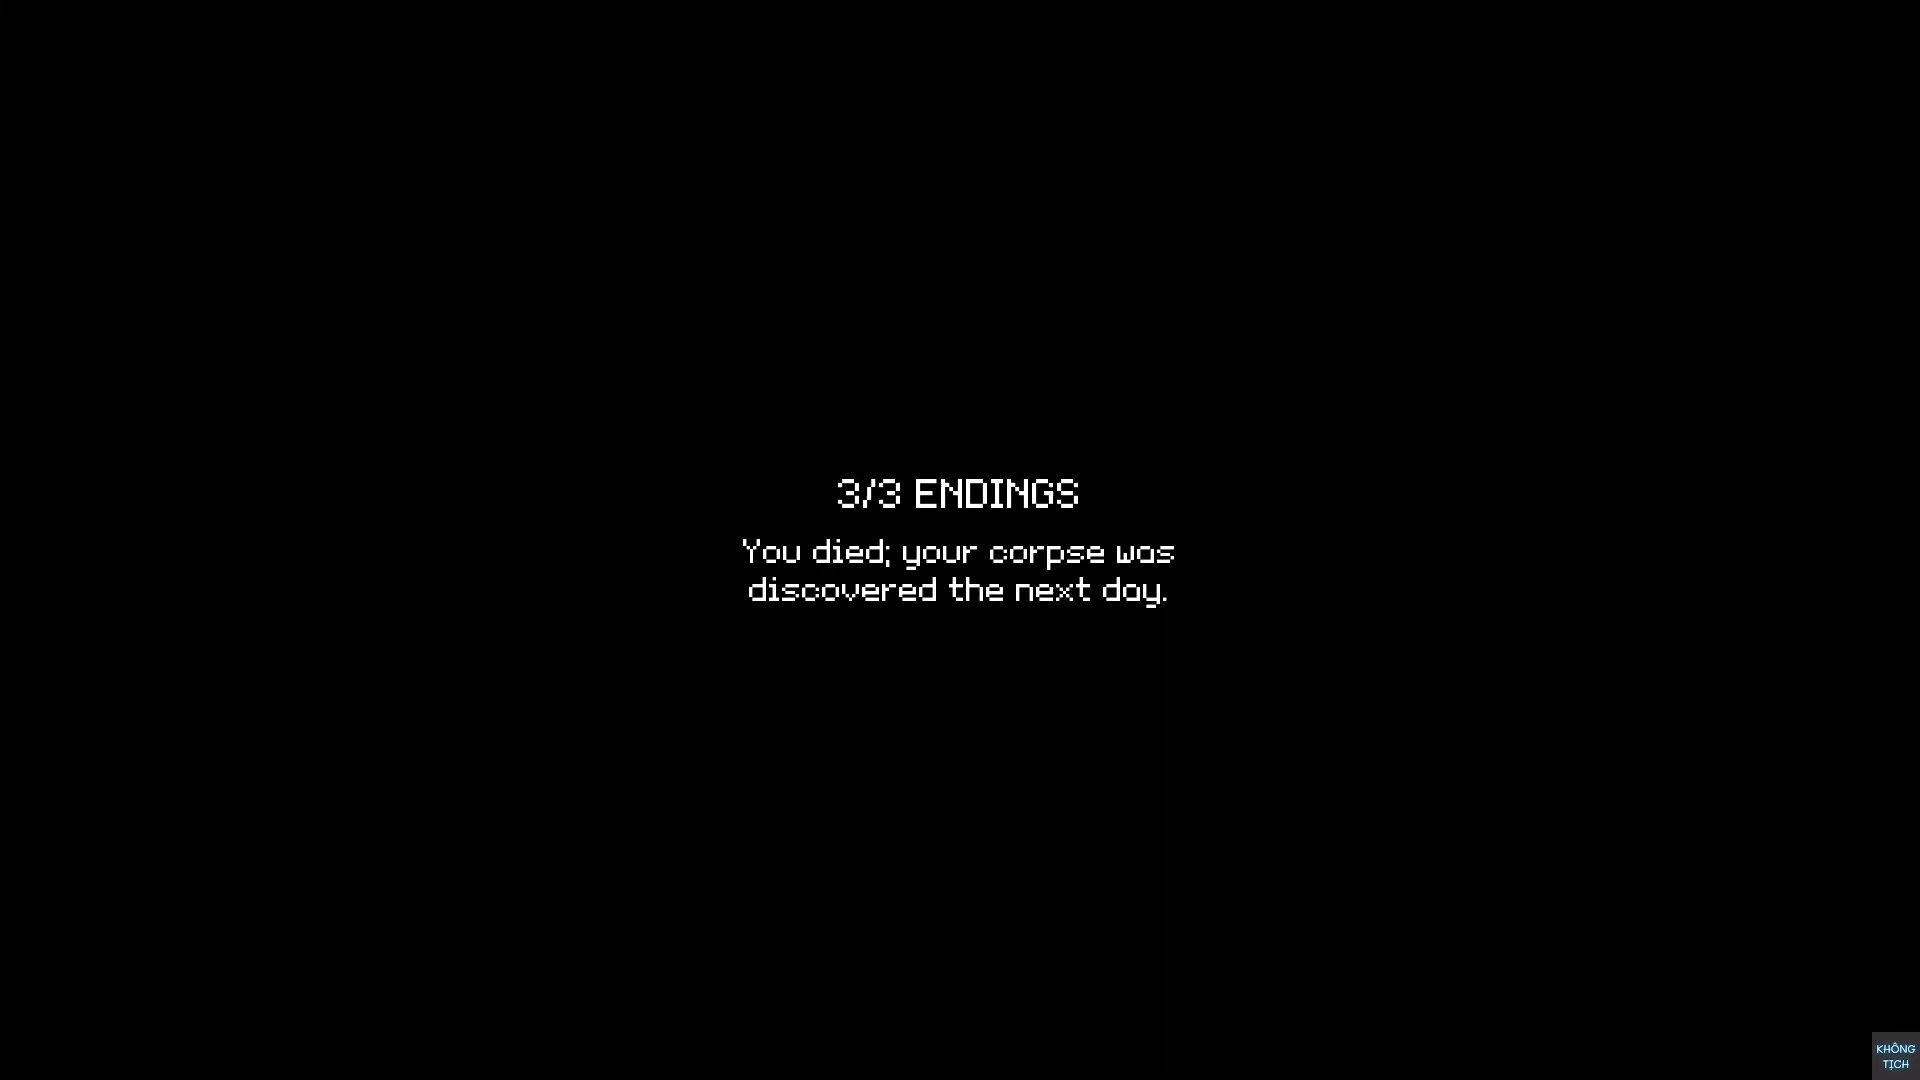 3/3 ENDINGS
You died; your corpse was
discovered the next day.
KHÔNG
TỊCH